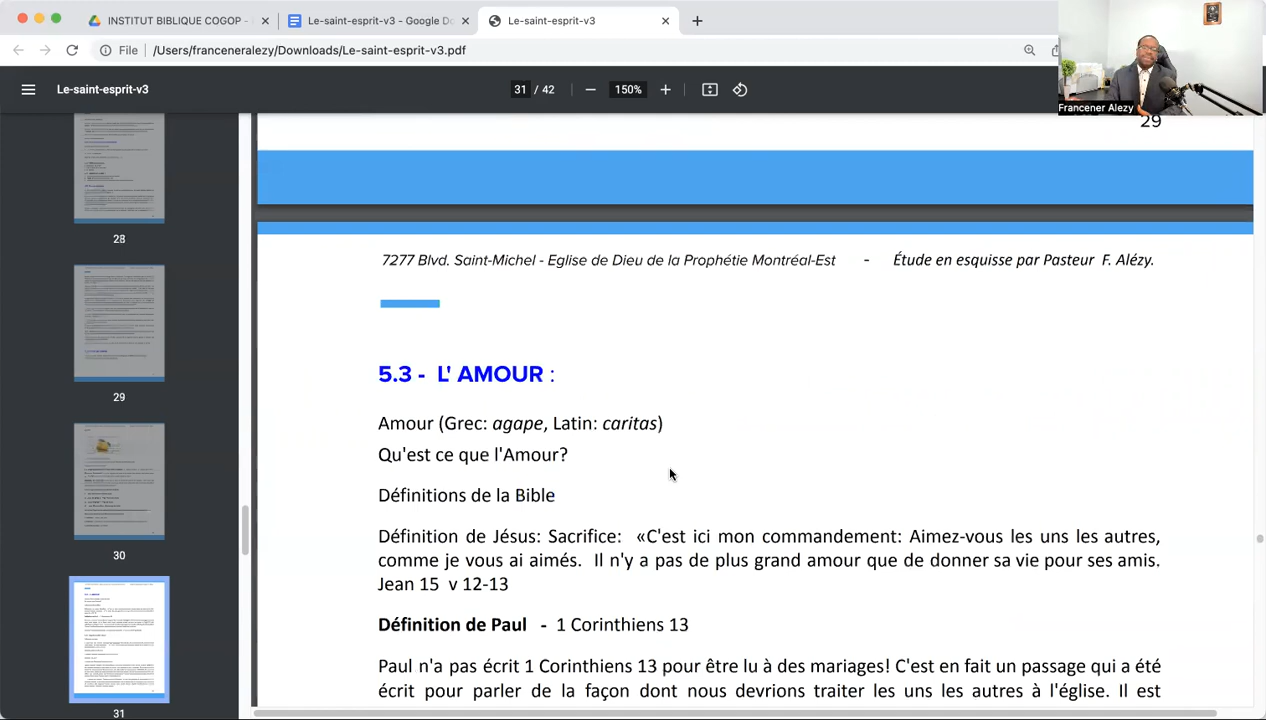 INSTITUT BIBLIQUE COGOP -
Le-saint-esprit-v3 - Google Do
Le-saint-esprit-v3
File /Users/franceneralezy/Downloads/Le-saint-esprit-v3.pdf
Le-saint-esprit-v3
31 / 42
150%
Francener Alezy
28
29
30
31
29
7277 Blvd. Saint-Michel - Eglise de Dieu de la Prophétie Montréal-Est - Étude en esquisse par Pasteur F. Alézy.
5.3 - L' AMOUR :
Amour (Grec: agape, Latin: caritas)
Qu'est ce que l'Amour?
Définitions de la Bible
Définition de Jésus: Sacrifice: «C'est ici mon commandement: Aimez-vous les uns les autres,
comme je vous ai aimés. Il n'y a pas de plus grand amour que de donner sa vie pour ses amis.
Jean 15 v 12-13
Définition de Paul - 1 Corinthiens 13
Paul n'a pas écrit 1 Corinthiens 13 pour être lu à des mariages! C'est en fait un passage qui a été
écrit pour parler de la façon dont nous devrions traiter les uns les autres à l'église. Il est